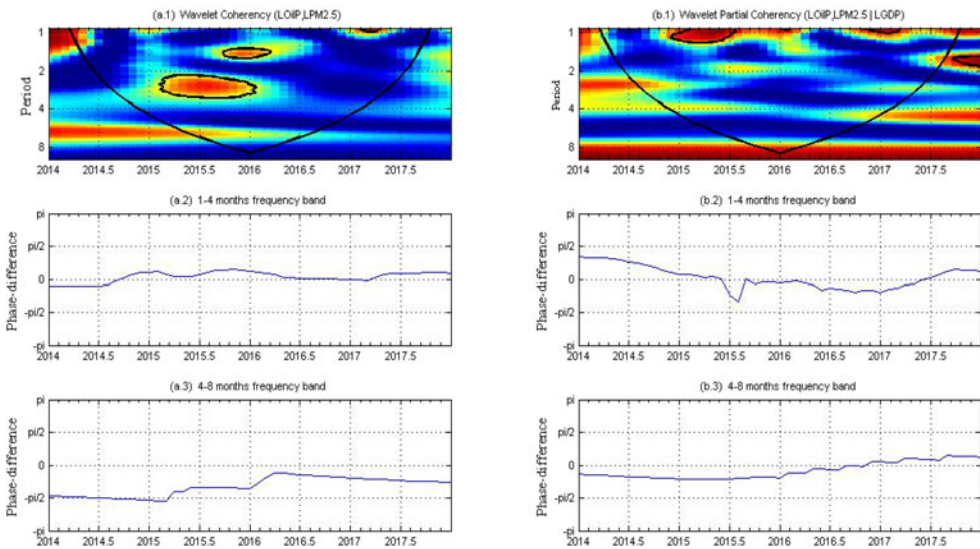 (a.1) Wavelet Coherency (LOilP,LPM2.5)
Period
1
2
4
8
2014 2014.5 2015 2015.5 2016 2016.5 2017 2017.5
(b.1) Wavelet Partial Coherency (LOilP,LPM2.5 | LGDP)
Period
1
2
4
8
2014 2014.5 2015 2015.5 2016 2016.5 2017 2017.5
(a.2) 1-4 months frequency band
Phase-difference
pi
pi/2
0
-pi/2
-pi
2014 2014.5 2015 2015.5 2016 2016.5 2017 2017.5
(b.2) 1-4 months frequency band
Phase-difference
pi
pi/2
0
-pi/2
-pi
2014 2014.5 2015 2015.5 2016 2016.5 2017 2017.5
(a.3) 4-8 months frequency band
Phase-difference
pi
pi/2
0
-pi/2
-pi
2014 2014.5 2015 2015.5 2016 2016.5 2017 2017.5
(b.3) 4-8 months frequency band
Phase-difference
pi
pi/2
0
-pi/2
-pi
2014 2014.5 2015 2015.5 2016 2016.5 2017 2017.5